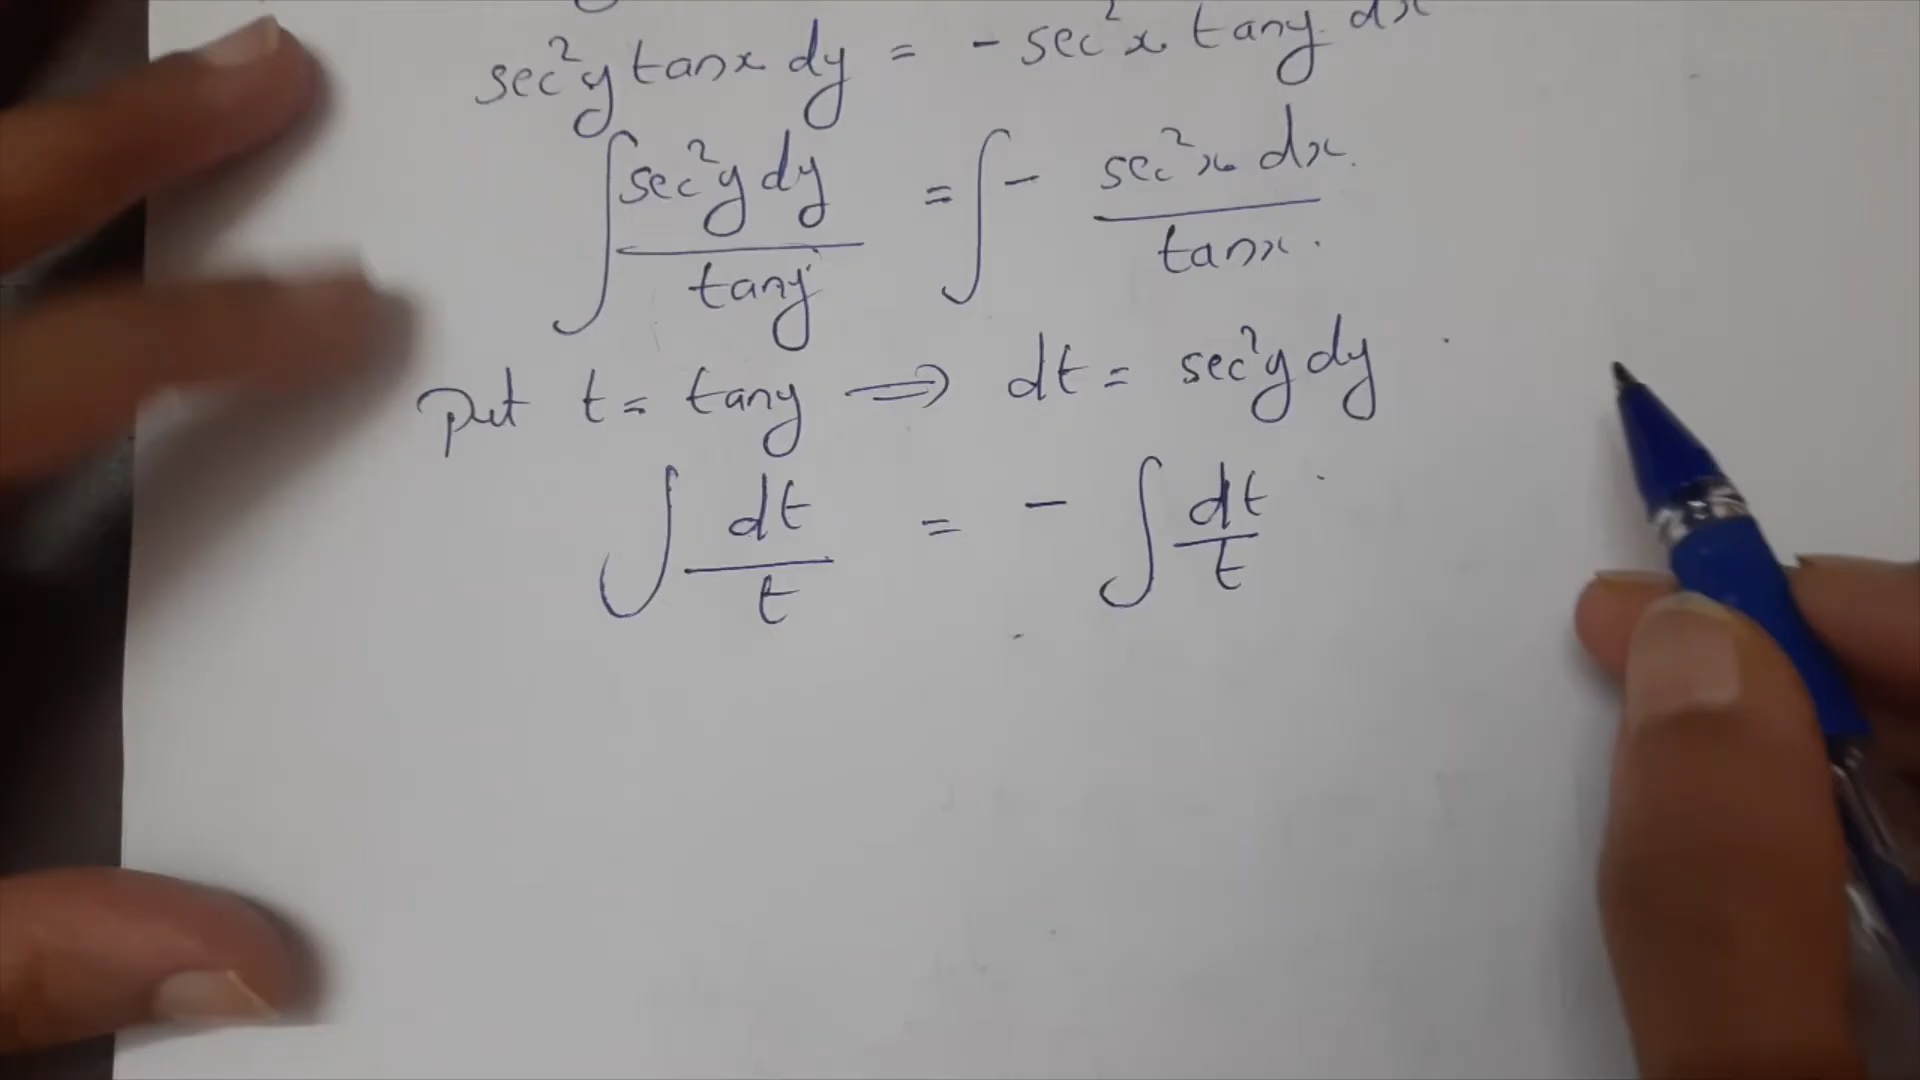 sec²y tanx dy = - sec²x tany dx
∫ sec²y dy / tany = ∫ - sec²x dx / tanx.
put t = tany ⟹ dt = sec²y dy
∫ dt / t = - ∫ dt / t